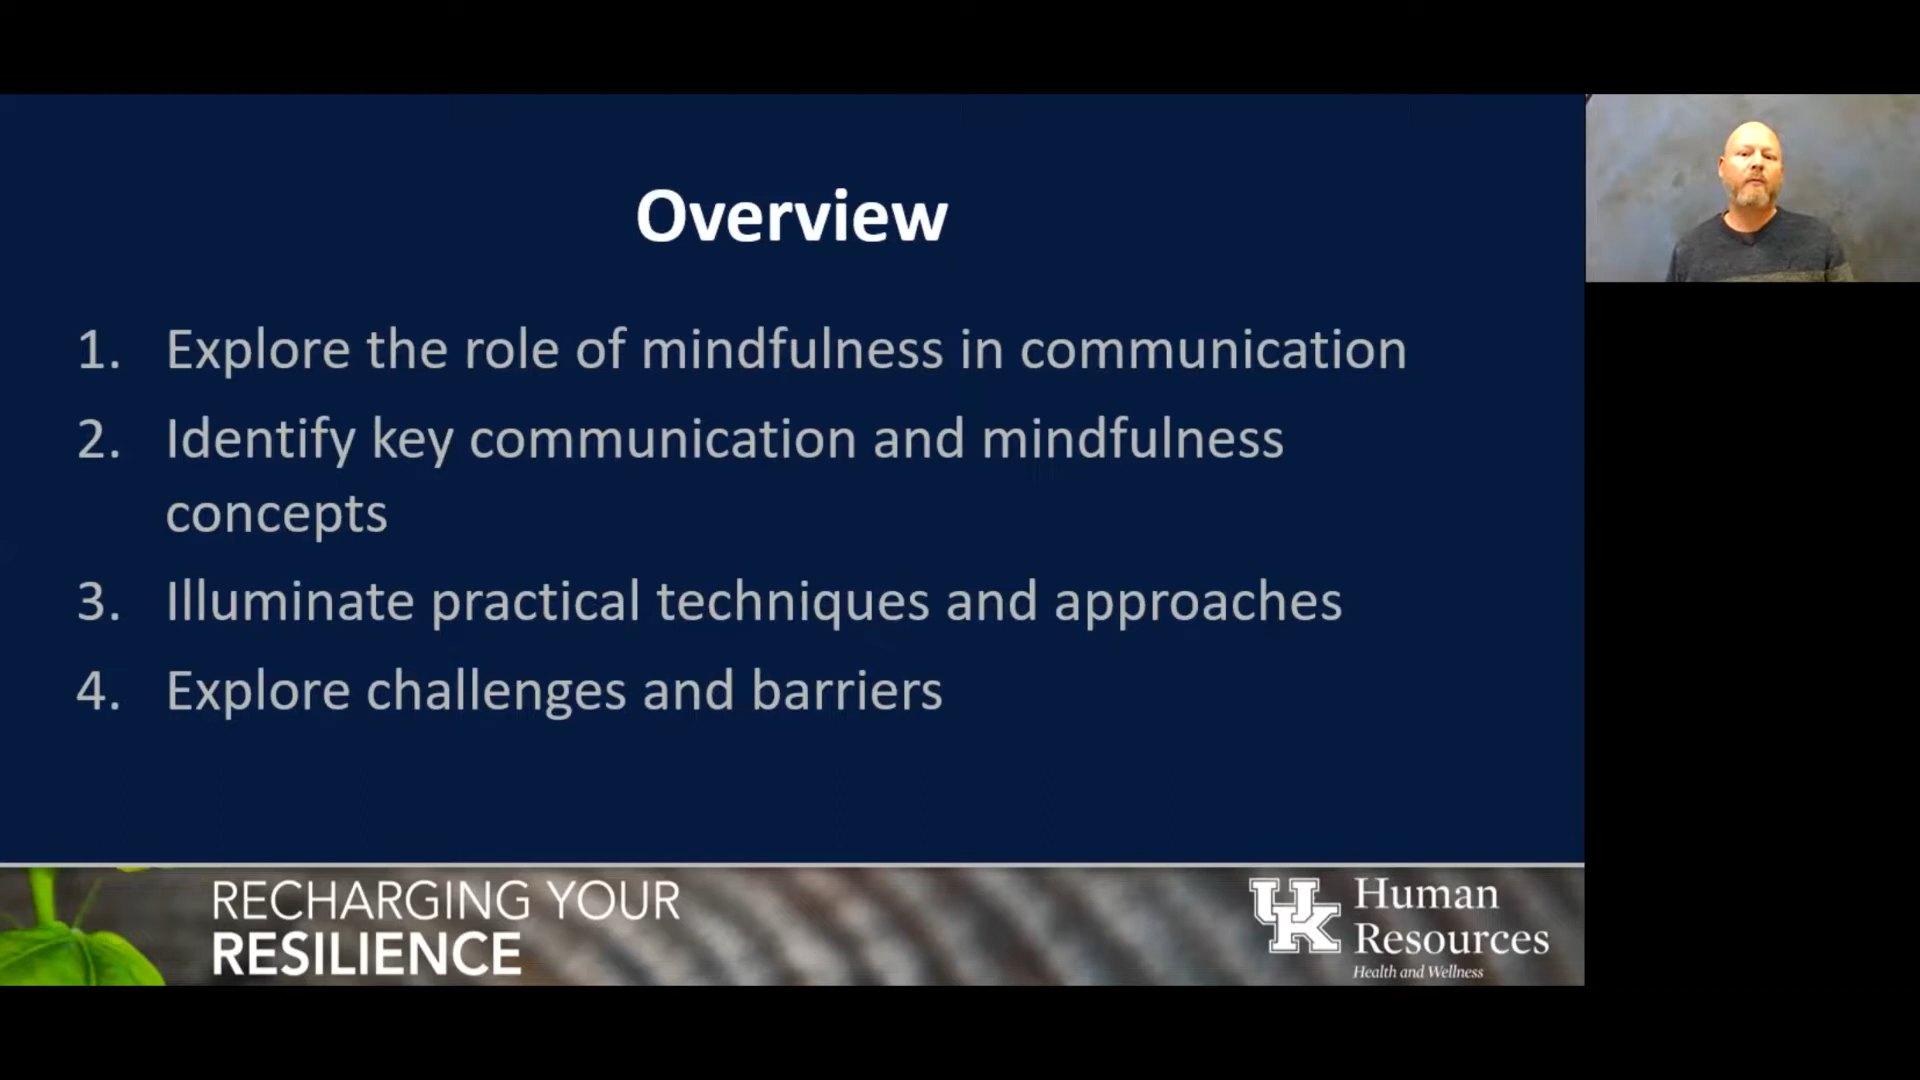 Overview
1. Explore the role of mindfulness in communication
2. Identify key communication and mindfulness
concepts
3. Illuminate practical techniques and approaches
4. Explore challenges and barriers
RECHARGING YOUR
RESILIENCE
UK
Human
Resources
Health and Wellness